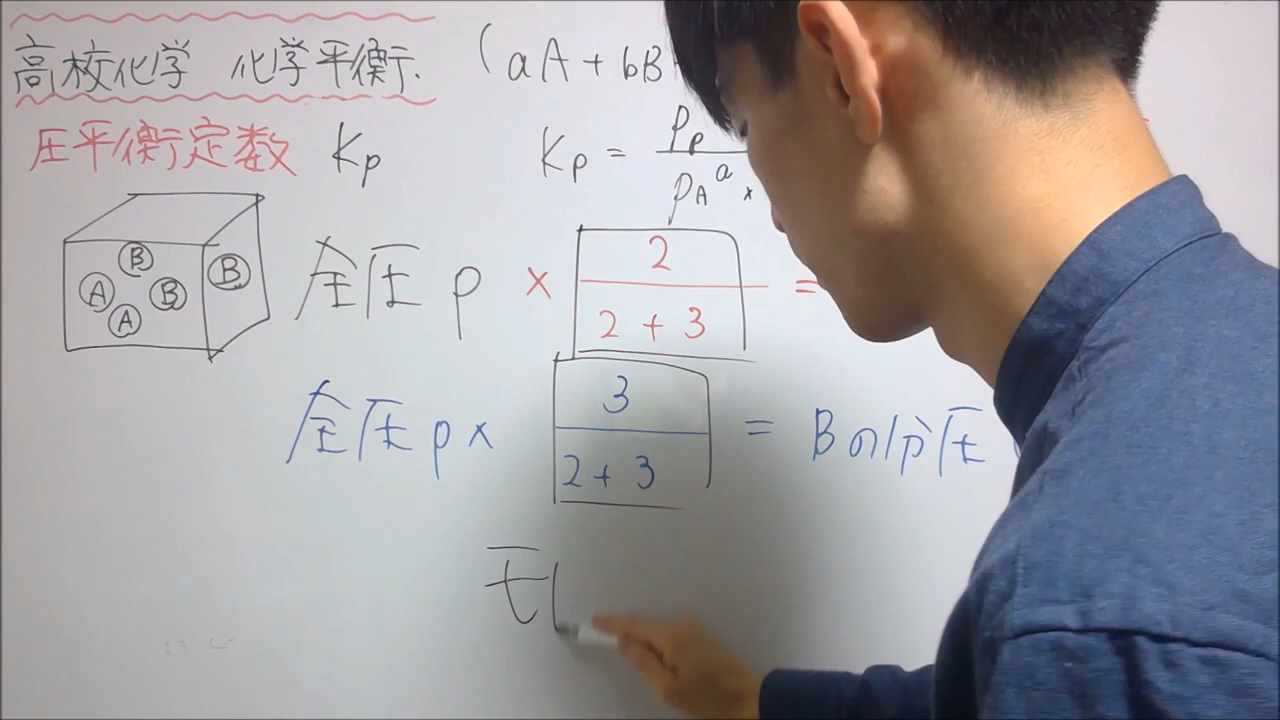 高校化学 化学平衡.
(aA + bB
圧平衡定数 Kp
Kp = Pp / PA^a ×
B
A B B
A
全圧 p × 2 / 2 + 3 =
全圧 p × 3 / 2 + 3 = Bの分圧
モ